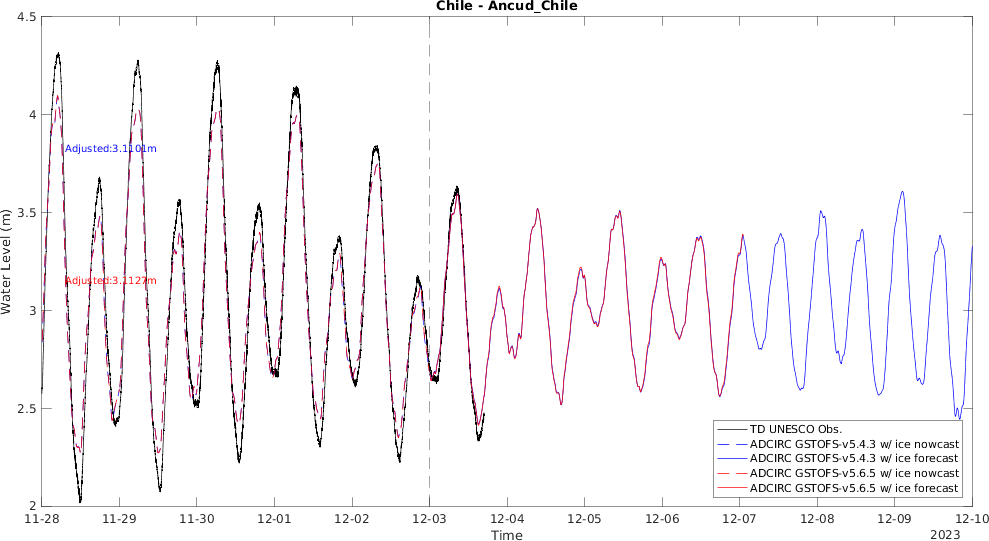 Chile - Ancud_Chile
4.5
4
3.5
3
2.5
2
Water Level (m)
Adjusted:3.1101m
Adjusted:3.1127m
TD UNESCO Obs.
ADCIRC GSTOFS-v5.4.3 w/ ice nowcast
ADCIRC GSTOFS-v5.4.3 w/ ice forecast
ADCIRC GSTOFS-v5.6.5 w/ ice nowcast
ADCIRC GSTOFS-v5.6.5 w/ ice forecast
11-28 11-29 11-30 12-01 12-02 12-03 12-04 12-05 12-06 12-07 12-08 12-09 12-10
Time
2023